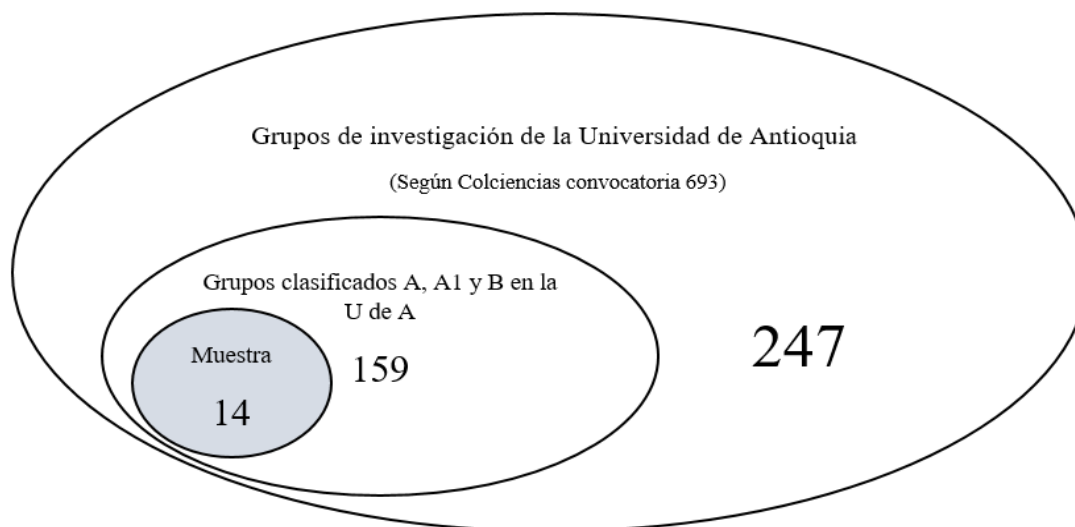 Grupos de investigación de la Universidad de Antioquia
(Según Colciencias convocatoria 693)
Grupos clasificados A, A1 y B en la
U de A
Muestra
159
247
14